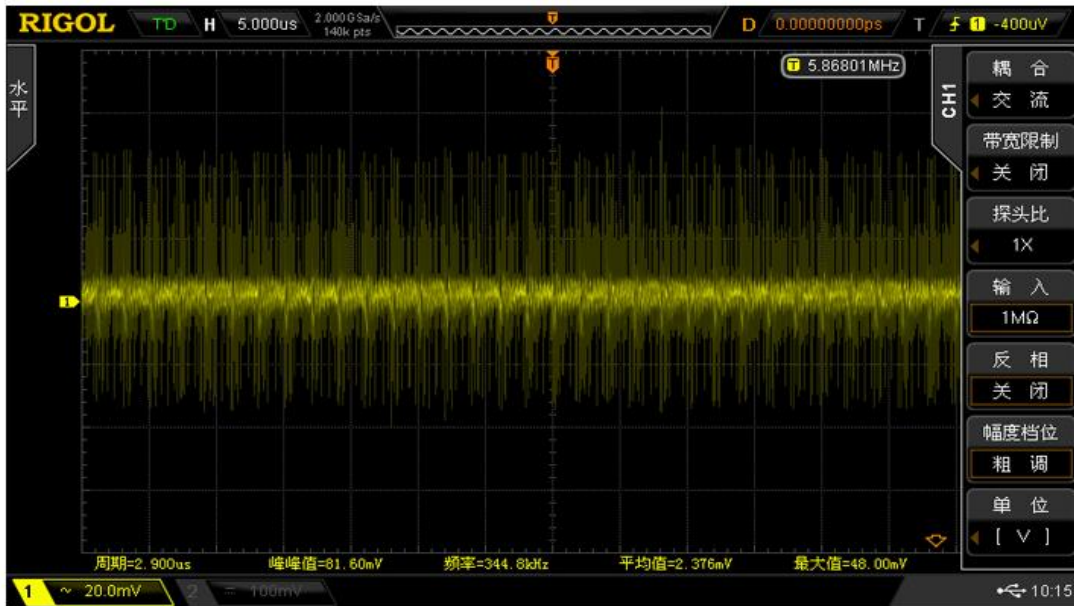 RIGOL T'D H 5.000us 2.000GSa/s 140k pts D 0.00000000ps T 1 -400uV
T
T 5.86801MHz
水平
CH1
耦合
交流
带宽限制
关闭
探头比
1X
输入
1MΩ
反相
关闭
幅度档位
粗调
单位
[ V ]
1
周期=2.900us 峰峰值=81.60mV 频率=344.8kHz 平均值=2.376mV 最大值=48.00mV
1 ~ 20.0mV 2 = 100mV 10:15